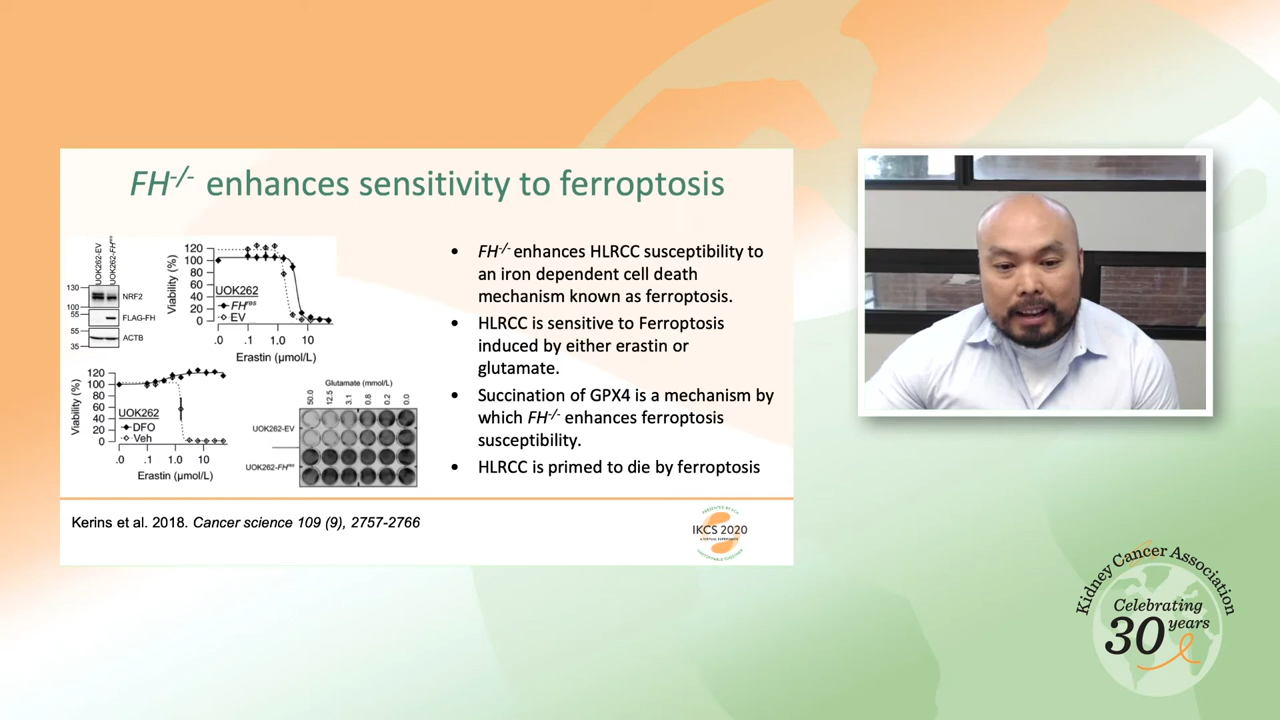 FH-/- enhances sensitivity to ferroptosis
UOK262-EV
UOK262-FHres
130
100
NRF2
55
FLAG-FH
55
35
ACTB
Viability (%)
120
100
80
60
40
20
0
UOK262
FHres
EV
.0 .1 1.0 10
Erastin (µmol/L)
Viability (%)
120
100
80
60
40
20
0
UOK262
DFO
Veh
.0 .1 1.0 10
Erastin (µmol/L)
Glutamate (mmol/L)
50.0 12.5 3.1 0.8 0.2 0.0
UOK262-EV
UOK262-FHres
• FH-/- enhances HLRCC susceptibility to
an iron dependent cell death
mechanism known as ferroptosis.
• HLRCC is sensitive to Ferroptosis
induced by either erastin or
glutamate.
• Succination of GPX4 is a mechanism by
which FH-/- enhances ferroptosis
susceptibility.
• HLRCC is primed to die by ferroptosis
Kerins et al. 2018. Cancer science 109 (9), 2757-2766
PRESENTED BY KCA
IKCS 2020
A VIRTUAL EXPERIENCE
UNSTOPPABLE TOGETHER
Kidney Cancer Association
Celebrating
30 years